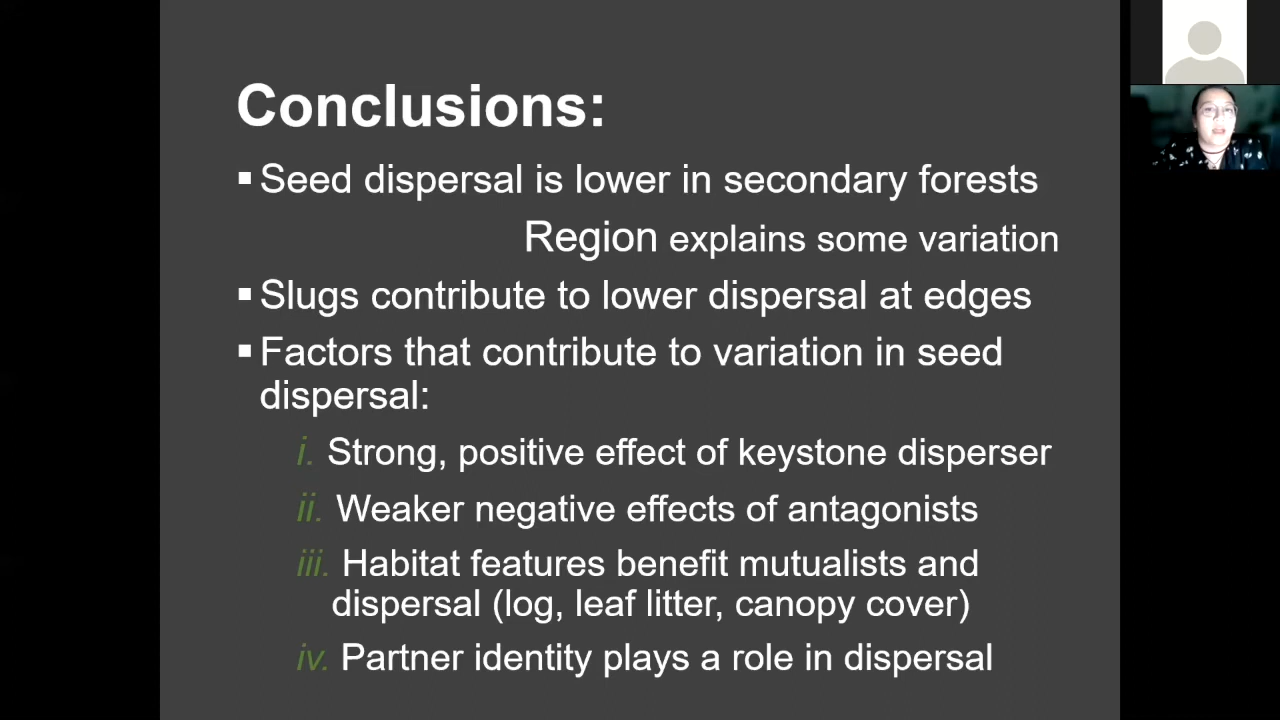 Conclusions:
▪ Seed dispersal is lower in secondary forests
Region explains some variation
▪ Slugs contribute to lower dispersal at edges
▪ Factors that contribute to variation in seed
dispersal:
i. Strong, positive effect of keystone disperser
ii. Weaker negative effects of antagonists
iii. Habitat features benefit mutualists and
dispersal (log, leaf litter, canopy cover)
iv. Partner identity plays a role in dispersal